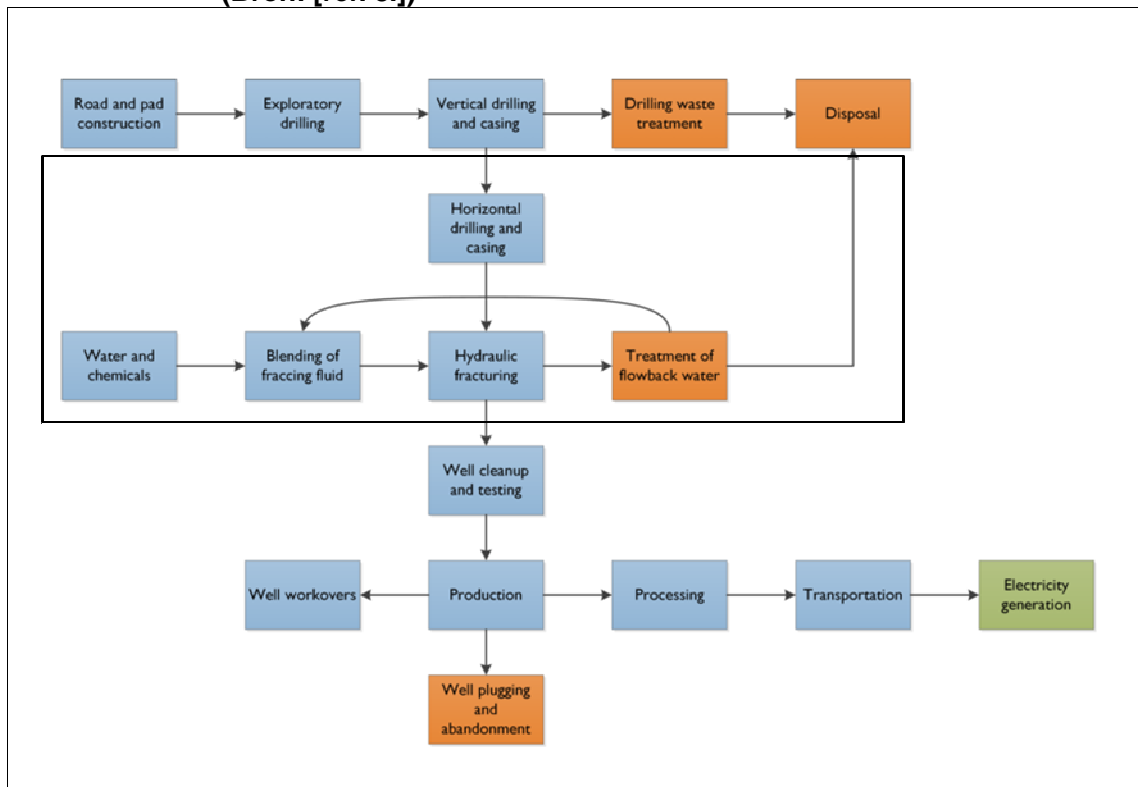 Road and pad
construction
Exploratory
drilling
Vertical drilling
and casing
Drilling waste
treatment
Disposal
Horizontal
drilling and
casing
Water and
chemicals
Blending of
fraccing fluid
Hydraulic
fracturing
Treatment of
flowback water
Well cleanup
and testing
Well workovers
Production
Processing
Transportation
Electricity
generation
Well plugging
and
abandonment